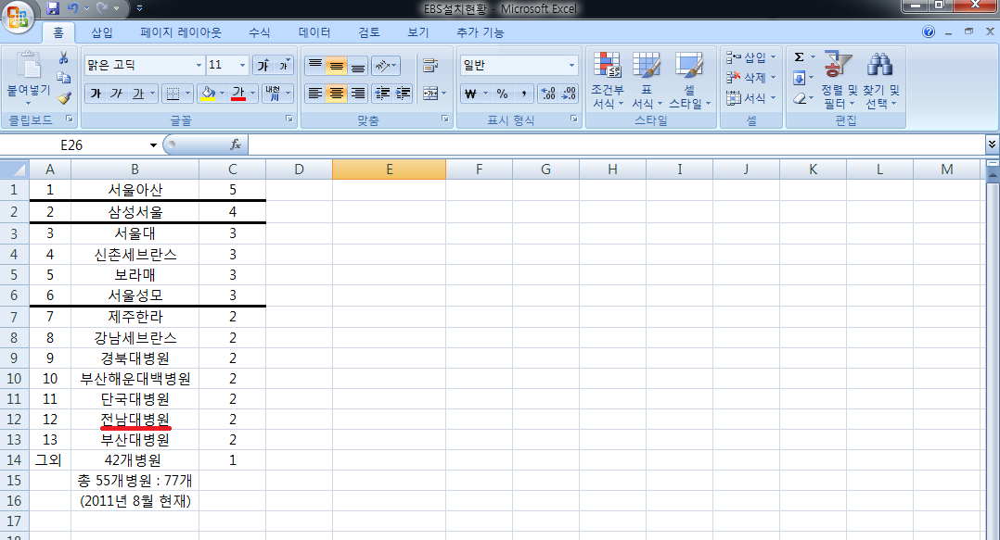 EBS설치현황 - Microsoft Excel
홈 삽입 페이지 레이아웃 수식 데이터 검토 보기 추가 기능
붙여넣기
맑은 고딕 11 가 가
가 가 가 가 내천
일반
₩ % ,
조건부 서식 표 서식 셀 스타일
삽입
삭제
서식
Σ
정렬 및 필터 찾기 및 선택
클립보드 글꼴 맞춤 표시 형식 스타일 셀 편집
E26 fx
A B C D E F G H I J K L M
1 1 서울아산 5
2 2 삼성서울 4
3 3 서울대 3
4 4 신촌세브란스 3
5 5 보라매 3
6 6 서울성모 3
7 7 제주한라 2
8 8 강남세브란스 2
9 9 경북대병원 2
10 10 부산해운대백병원 2
11 11 단국대병원 2
12 12 전남대병원 2
13 13 부산대병원 2
14 그외 42개병원 1
15 총 55개병원 : 77개
16 (2011년 8월 현재)
17
18